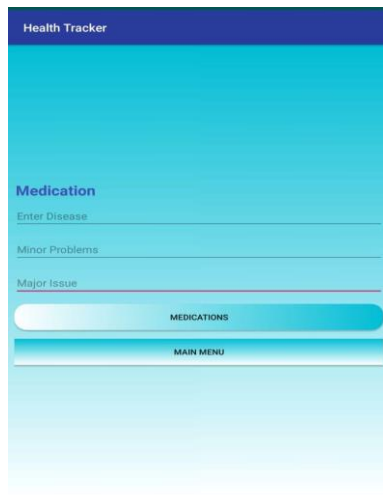 Health Tracker
Medication
Enter Disease
Minor Problems
Major Issue
MEDICATIONS
MAIN MENU